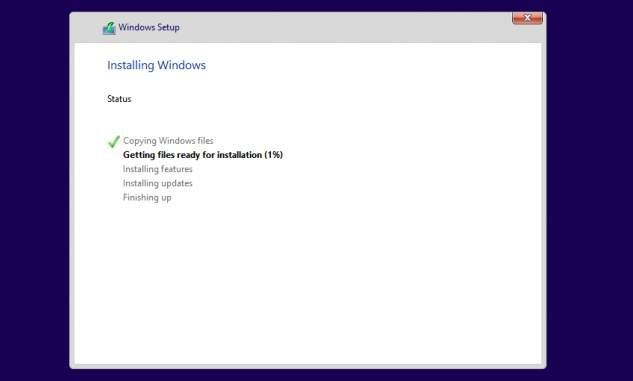 Windows Setup
Installing Windows
Status
Copying Windows files
Getting files ready for installation (1%)
Installing features
Installing updates
Finishing up